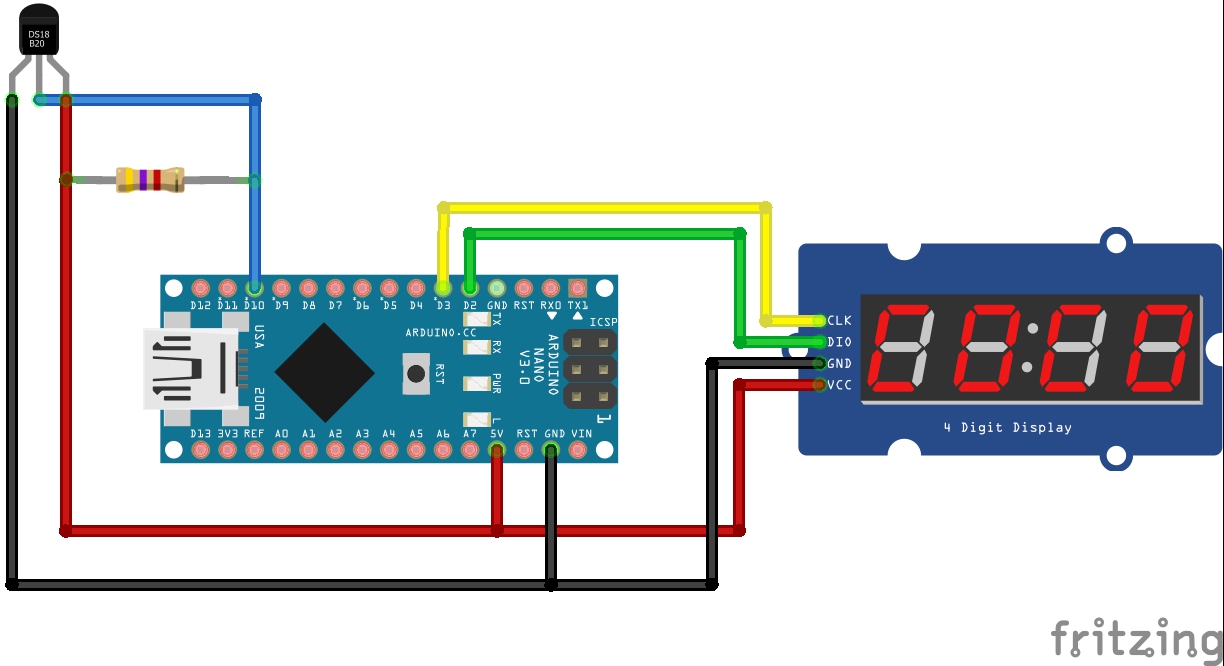 DS18
B20
D12 D11 D10 D9 D8 D7 D6 D5 D4 D3 D2 GND RST RX0 TX1
USA
2009
ARDUINO.CC
RST
TX
RX
PWR
L
ARDUINO
NANO
V3.0
ICSP
1
D13 3V3 REF A0 A1 A2 A3 A4 A5 A6 A7 5V RST GND VIN
CLK
DIO
GND
VCC
4 Digit Display
fritzing